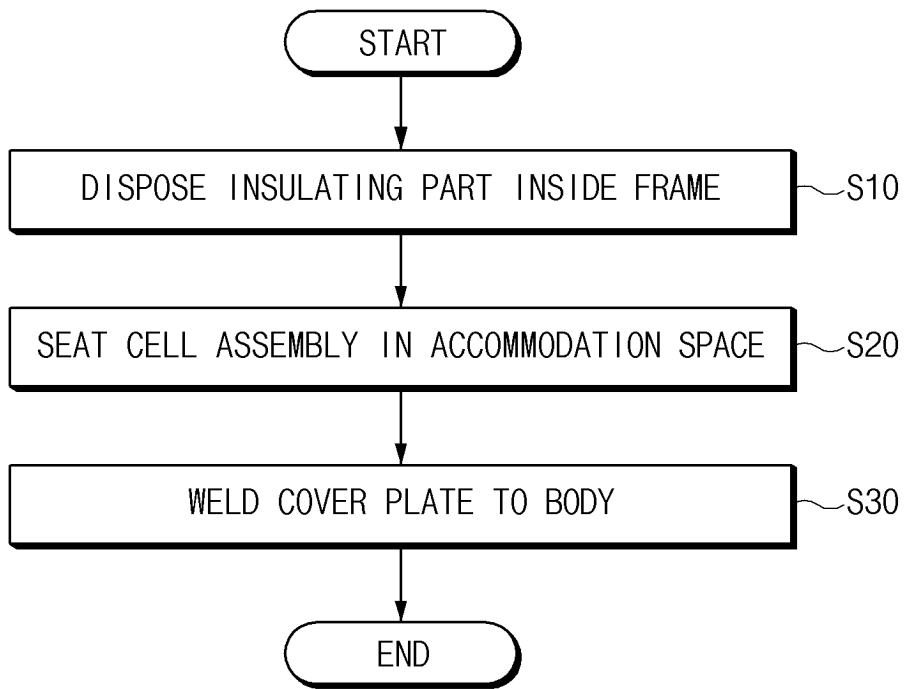 START
DISPOSE INSULATING PART INSIDE FRAME
S10
SEAT CELL ASSEMBLY IN ACCOMMODATION SPACE
S20
WELD COVER PLATE TO BODY
S30
END